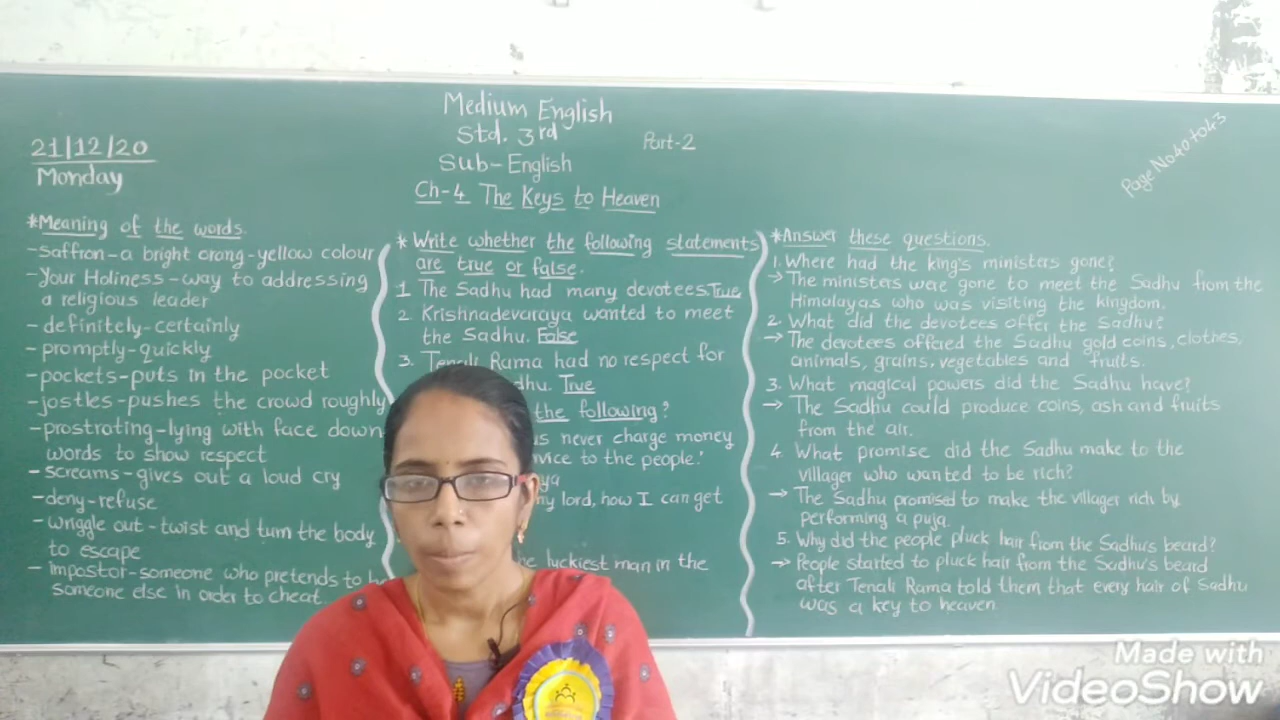 Medium English
Std. 3rd
Part-2
Sub-English
Ch-4 The Keys to Heaven
21/12/20
Monday
Page No 40 to 43
*Meaning of the words.
-Saffron-a bright orang-yellow colour
-Your Holiness-way to addressing
a religious leader
-definitely-certainly
-promptly-quickly
-pockets-puts in the pocket
-jostles-pushes the crowd roughly
-prostrating-lying with face down
words to show respect
-screams-gives out a loud cry
-deny-refuse
-wriggle out-twist and turn the body
to escape
-impostor-someone who pretends to
someone else in order to cheat.
* Write whether the following statements
are true or false.
1. The Sadhu had many devotees. True
2. Krishnadevaraya wanted to meet
the Sadhu. False
3. Tenali Rama had no respect for
dhu. True
the following?
us never charge money
vice to the people.'
ya
my lord, how I can get
the luckiest man in the
*Answer these questions.
1. Where had the king's ministers gone?
→ The ministers were gone to meet the Sadhu from the
Himalayas who was visiting the kingdom.
2. What did the devotees offer the Sadhu?
→ The devotees offered the Sadhu gold coins, clothes,
animals, grains, vegetables and fruits.
3. What magical powers did the Sadhu have?
→ The Sadhu could produce coins, ash and fruits
from the air.
4. What promise did the Sadhu make to the
villager who wanted to be rich?
→ The Sadhu promised to make the villager rich by
performing a puja.
5. Why did the people pluck hair from the Sadhu's beard?
→ People started to pluck hair from the Sadhu's beard
after Tenali Rama told them that every hair of Sadhu
was a key to heaven.
Made with
VideoShow